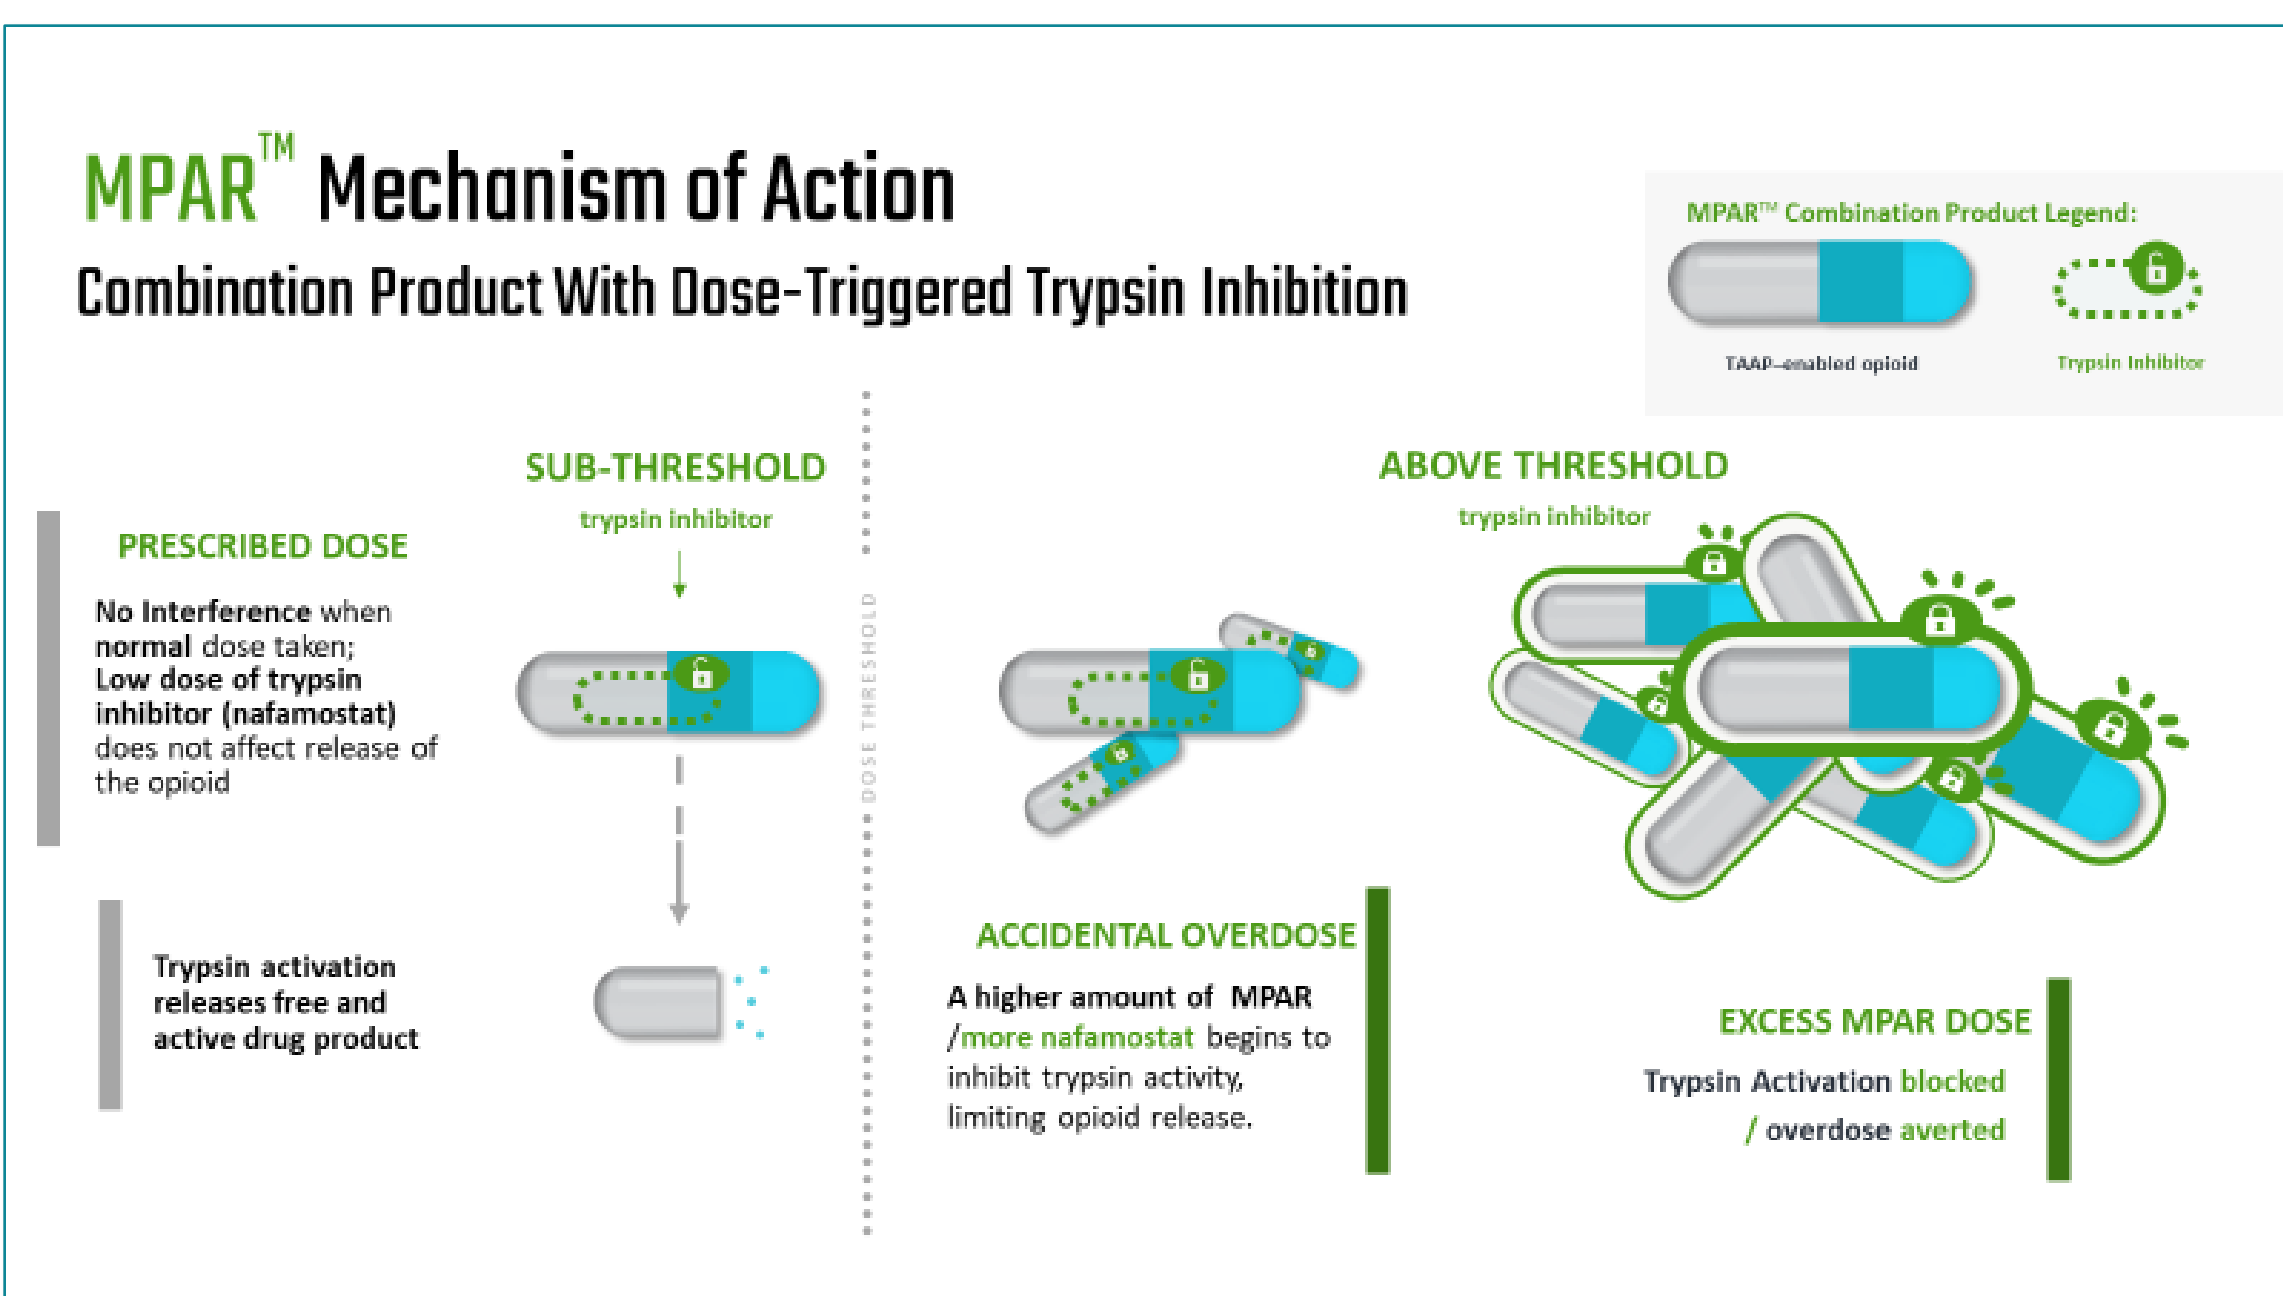 MPAR™ Mechanism of Action
Combination Product With Dose-Triggered Trypsin Inhibition
MPAR™ Combination Product Legend:
TAAP–enabled opioid
Trypsin Inhibitor
SUB-THRESHOLD
trypsin inhibitor
PRESCRIBED DOSE
No Interference when
normal dose taken;
Low dose of trypsin
inhibitor (nafamostat)
does not affect release of
the opioid
Trypsin activation
releases free and
active drug product
DOSE THRESHOLD
ABOVE THRESHOLD
trypsin inhibitor
ACCIDENTAL OVERDOSE
A higher amount of MPAR
/more nafamostat begins to
inhibit trypsin activity,
limiting opioid release.
EXCESS MPAR DOSE
Trypsin Activation blocked
/ overdose averted